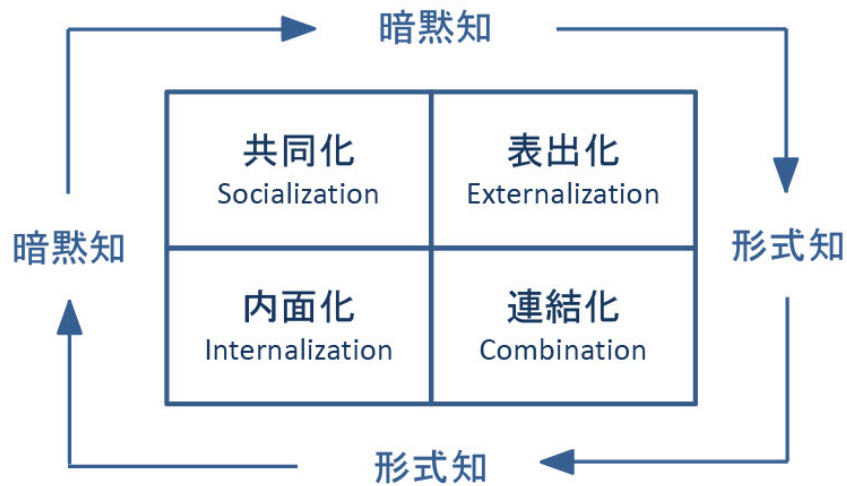 暗黙知
共同化
Socialization
表出化
Externalization
暗黙知
形式知
内面化
Internalization
連結化
Combination
形式知